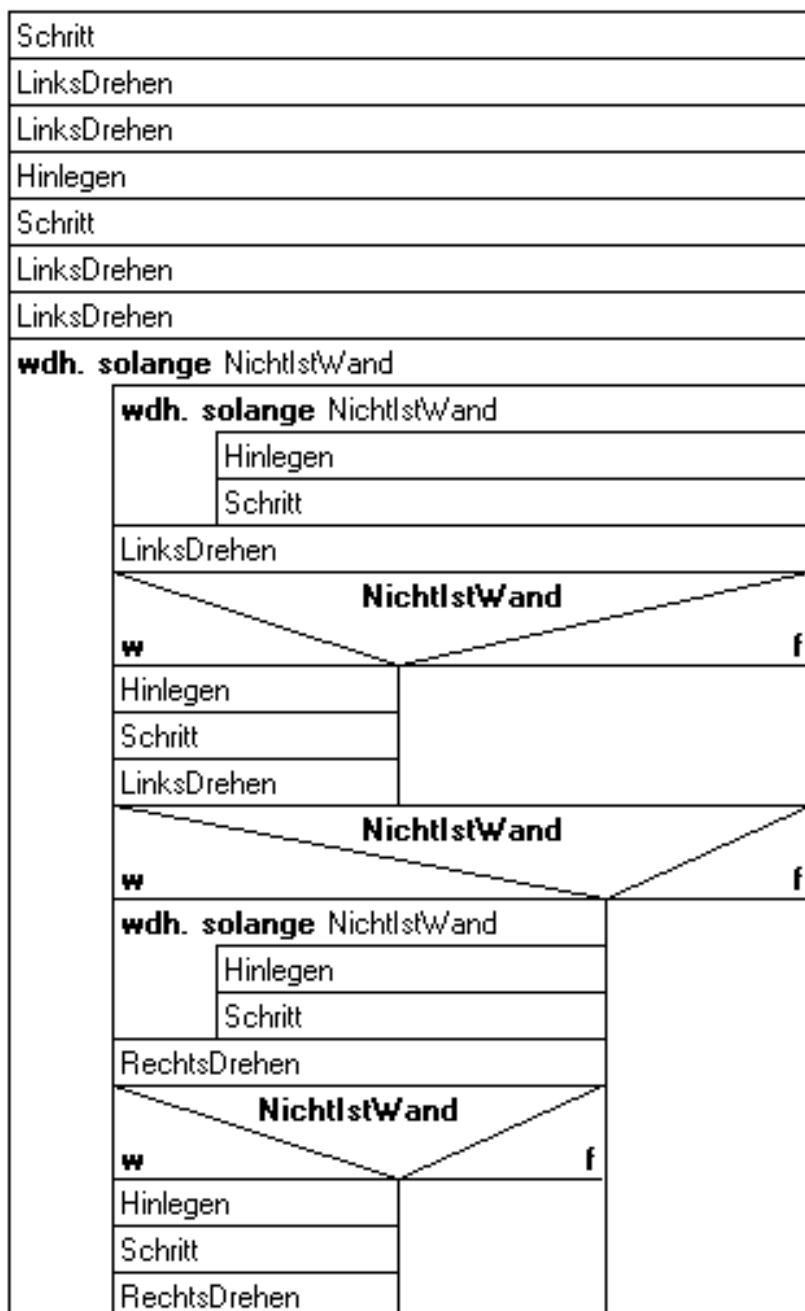 Schritt
LinksDrehen
LinksDrehen
Hinlegen
Schritt
LinksDrehen
LinksDrehen
wdh. solange NichtIstWand
wdh. solange NichtIstWand
Hinlegen
Schritt
LinksDrehen
NichtIstWand
w f
Hinlegen
Schritt
LinksDrehen
NichtIstWand
w f
wdh. solange NichtIstWand
Hinlegen
Schritt
RechtsDrehen
NichtIstWand
w f
Hinlegen
Schritt
RechtsDrehen